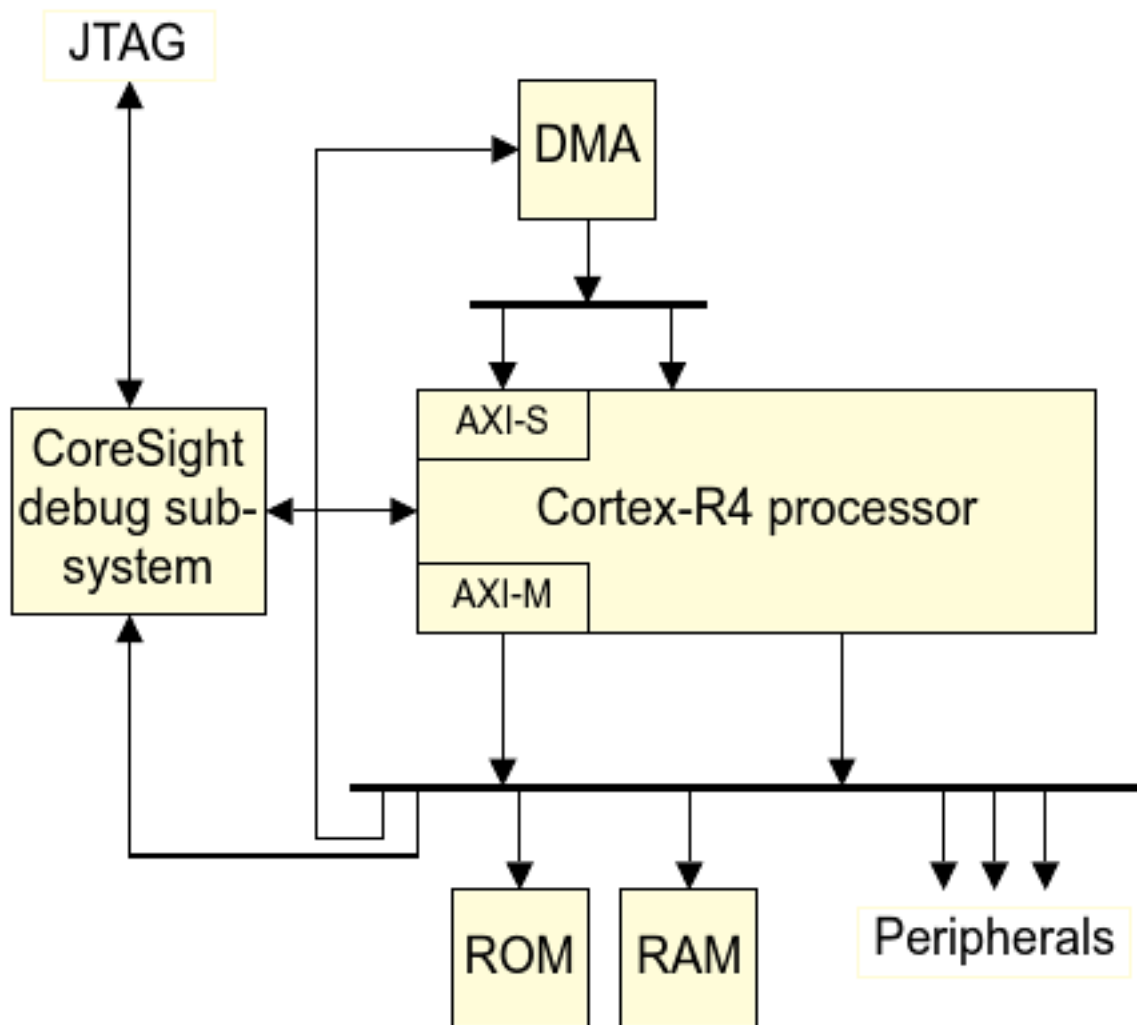 JTAG
DMA
AXI-S
CoreSight
debug sub-
system
Cortex-R4 processor
AXI-M
ROM
RAM
Peripherals